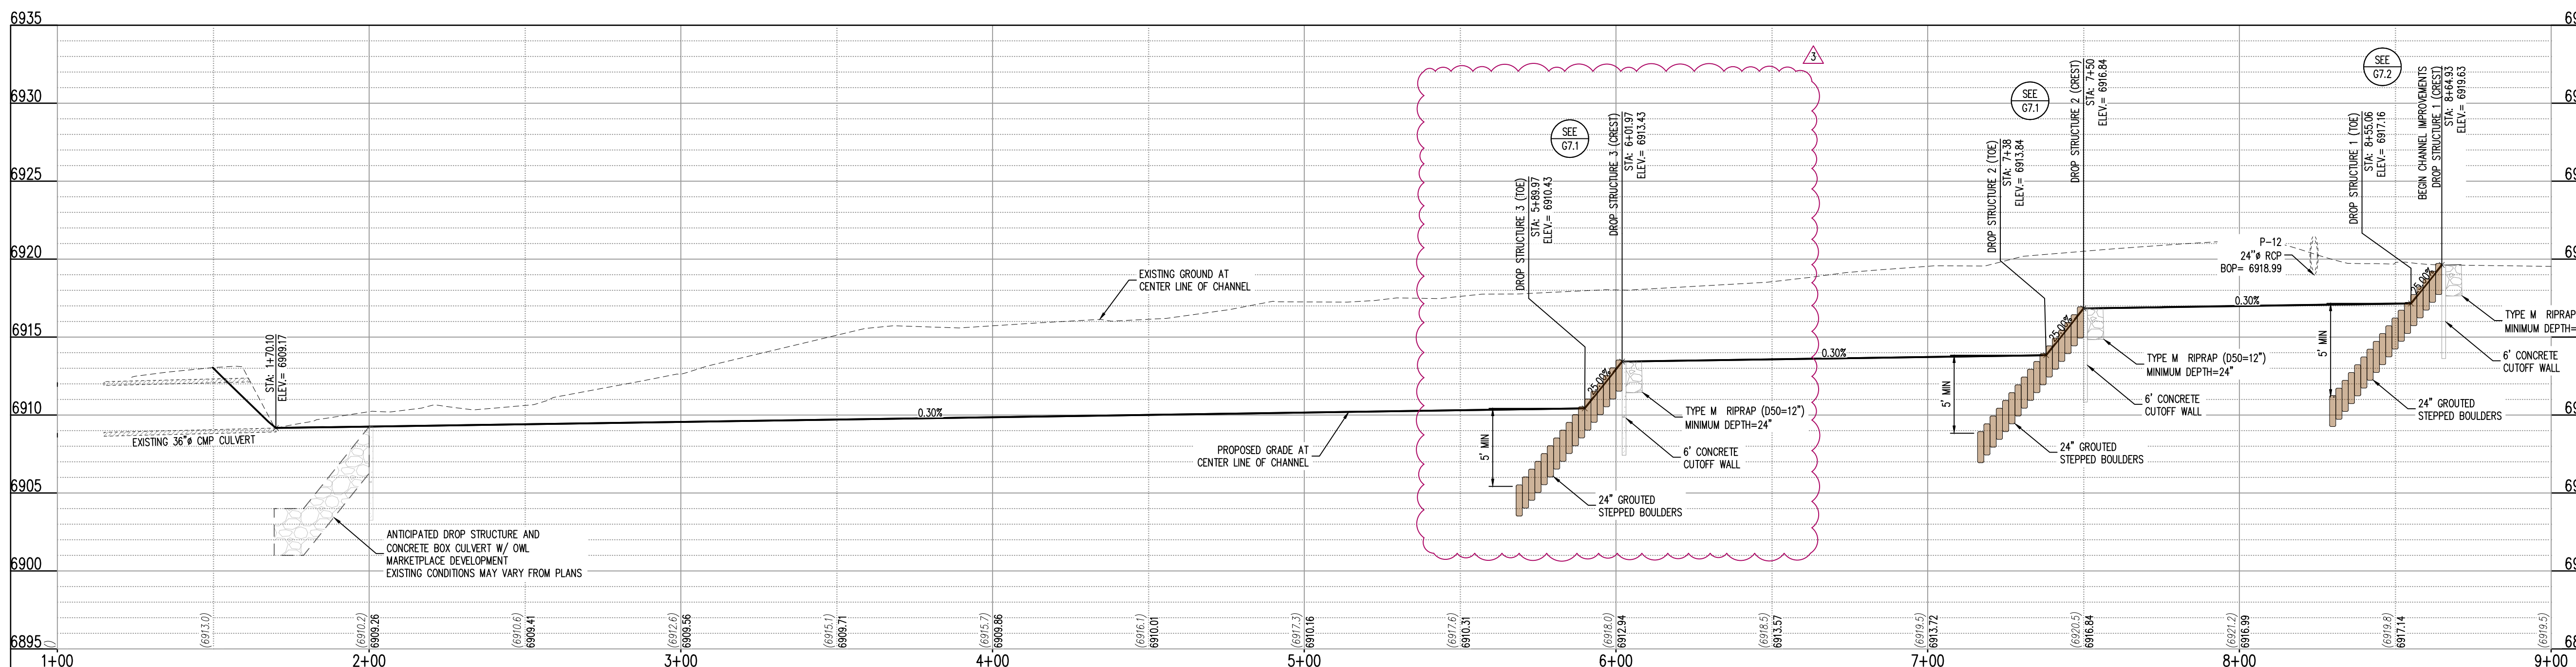 6935
6930
6925
6920
6915
6910
6905
6900
6895
STA: 1+70.10
ELEV.= 6909.17
EXISTING 36"ø CMP CULVERT
ANTICIPATED DROP STRUCTURE AND
CONCRETE BOX CULVERT W/ OWL
MARKETPLACE DEVELOPMENT
EXISTING CONDITIONS MAY VARY FROM PLANS
0.30%
EXISTING GROUND AT
CENTER LINE OF CHANNEL
PROPOSED GRADE AT
CENTER LINE OF CHANNEL
3
SEE
G7.1
DROP STRUCTURE 3 (TOE)
STA: 5+89.97
ELEV.= 6910.43
DROP STRUCTURE 3 (CREST)
STA: 6+01.97
ELEV.= 6913.43
25.00%
5' MIN
TYPE M RIPRAP (D50=12")
MINIMUM DEPTH=24"
6' CONCRETE
CUTOFF WALL
24" GROUTED
STEPPED BOULDERS
0.30%
SEE
G7.1
DROP STRUCTURE 2 (TOE)
STA: 7+38
ELEV.= 6913.84
DROP STRUCTURE 2 (CREST)
STA: 7+50
ELEV.= 6916.84
25.00%
5' MIN
TYPE M RIPRAP (D50=12")
MINIMUM DEPTH=24"
6' CONCRETE
CUTOFF WALL
24" GROUTED
STEPPED BOULDERS
0.30%
P-12
24"ø RCP
BOP= 6918.99
SEE
G7.2
DROP STRUCTURE 1 (TOE)
STA: 8+55.06
ELEV.= 6917.16
BEGIN CHANNEL IMPROVEMENTS
DROP STRUCTURE 1 (CREST)
STA: 8+64.93
ELEV.= 6919.63
25.00%
5' MIN
TYPE M RIPRAP
MINIMUM DEPTH=
6' CONCRETE
CUTOFF WALL
24" GROUTED
STEPPED BOULDERS
()
(6913.0)
(6910.2)
6909.26
(6910.6)
6909.41
(6912.6)
6909.56
(6915.1)
6909.71
(6915.7)
6909.86
(6916.1)
6910.01
(6917.3)
6910.16
(6917.6)
6910.31
(6918.0)
6912.94
(6918.5)
6913.57
(6919.5)
6913.72
(6920.5)
6916.84
(6921.2)
6916.99
(6919.8)
6917.14
(6919.5)
1+00
2+00
3+00
4+00
5+00
6+00
7+00
8+00
9+00